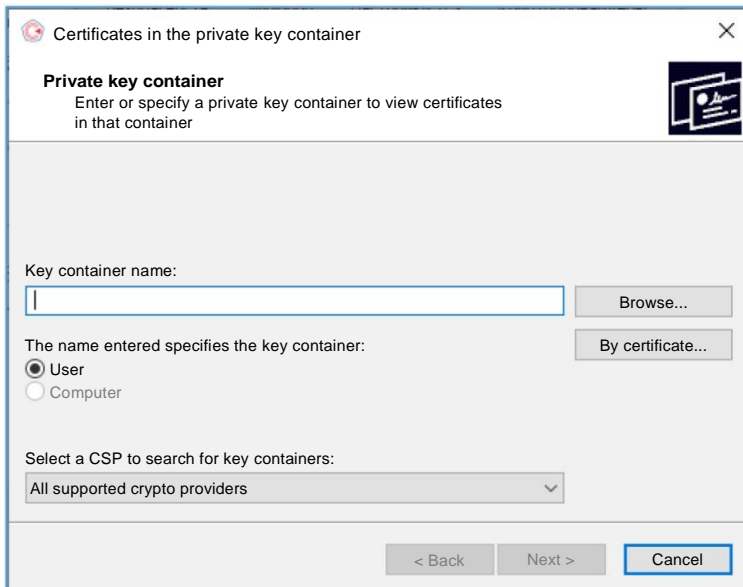 Certificates in the private key container
Private key container
Enter or specify a private key container to view certificates
in that container
Key container name:
Browse...
The name entered specifies the key container:
By certificate...
User
Computer
Select a CSP to search for key containers:
All supported crypto providers
< Back
Next >
Cancel